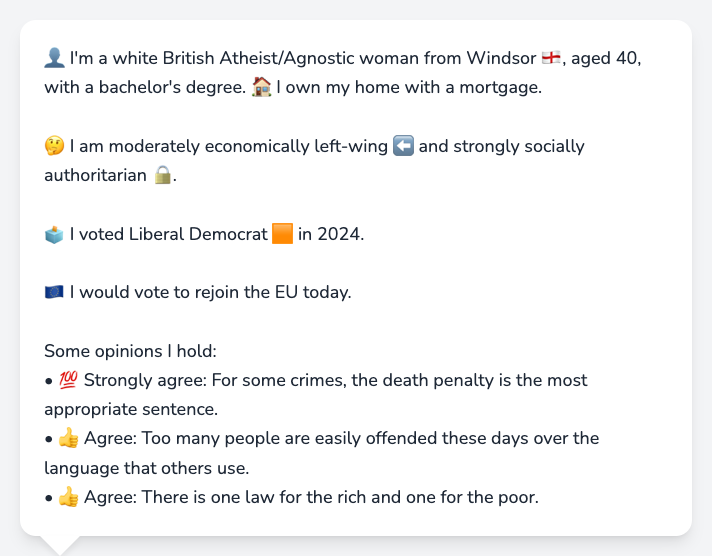 👤 I'm a white British Atheist/Agnostic woman from Windsor 🏴󠁧󠁢󠁥󠁮󠁧󠁿, aged 40,
with a bachelor's degree. 🏠 I own my home with a mortgage.
🤔 I am moderately economically left-wing ⬅️ and strongly socially
authoritarian 🔒.
🗳️ I voted Liberal Democrat 🟧 in 2024.
🇪🇺 I would vote to rejoin the EU today.
Some opinions I hold:
• 💯 Strongly agree: For some crimes, the death penalty is the most
appropriate sentence.
• 👍 Agree: Too many people are easily offended these days over the
language that others use.
• 👍 Agree: There is one law for the rich and one for the poor.